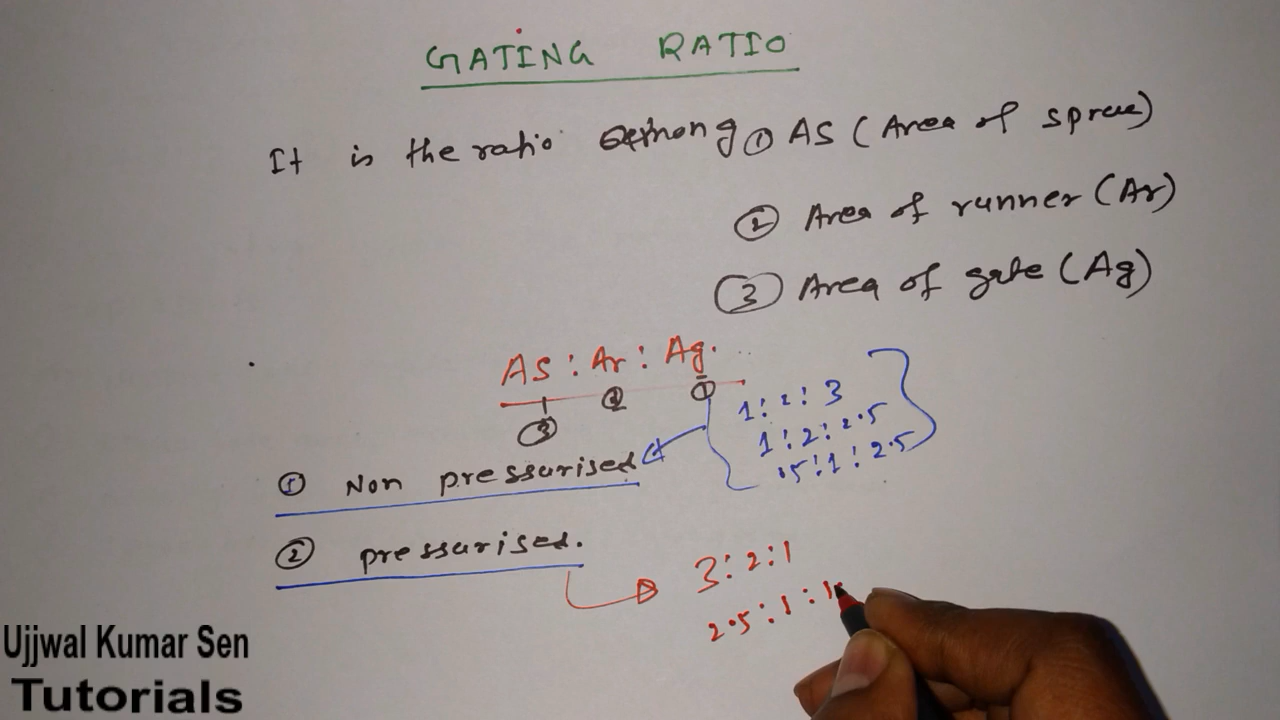 GATING RATIO
It is the ratio among ① AS (Area of sprue)
② Area of runner (Ar)
③ Area of gate (Ag)
AS : Ar : Ag.
③ ② ①
1 : 2 : 3
1 : 2 : 2.5
.5 : 1 : 2.5
① Non pressurised
② pressurised.
3 : 2 : 1
2.5 : 1 :
Ujjwal Kumar Sen
Tutorials